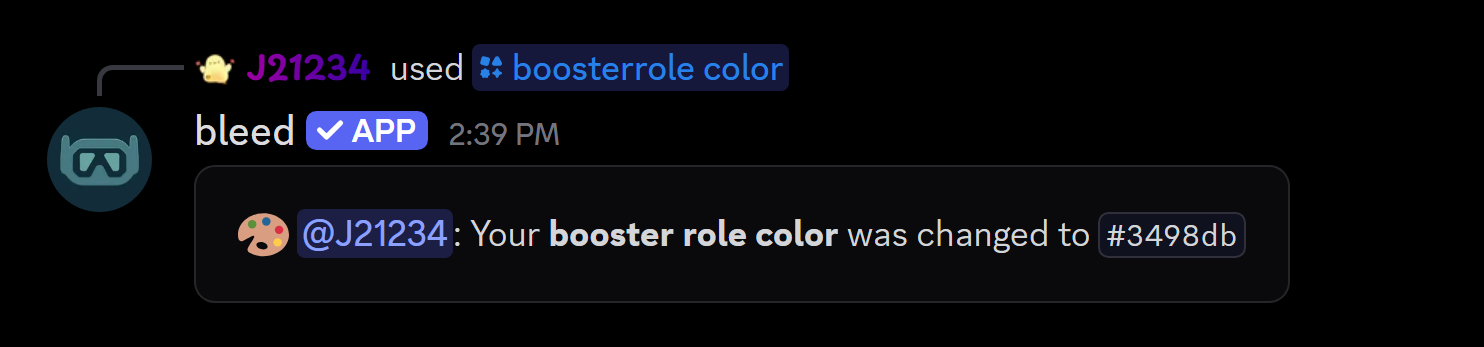 J21234 used boosterrole color
bleed APP 2:39 PM
@J21234: Your booster role color was changed to #3498db